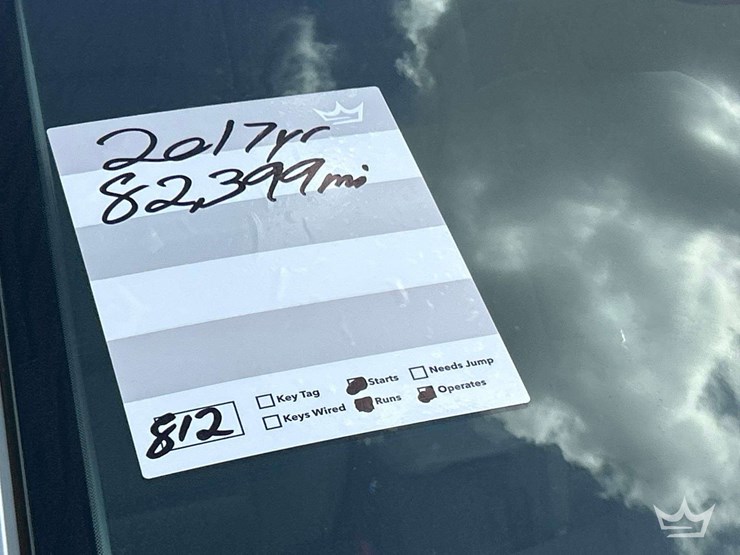 2017yr
82,399mi
Key Tag Starts Needs Jump
812 Keys Wired Runs Operates